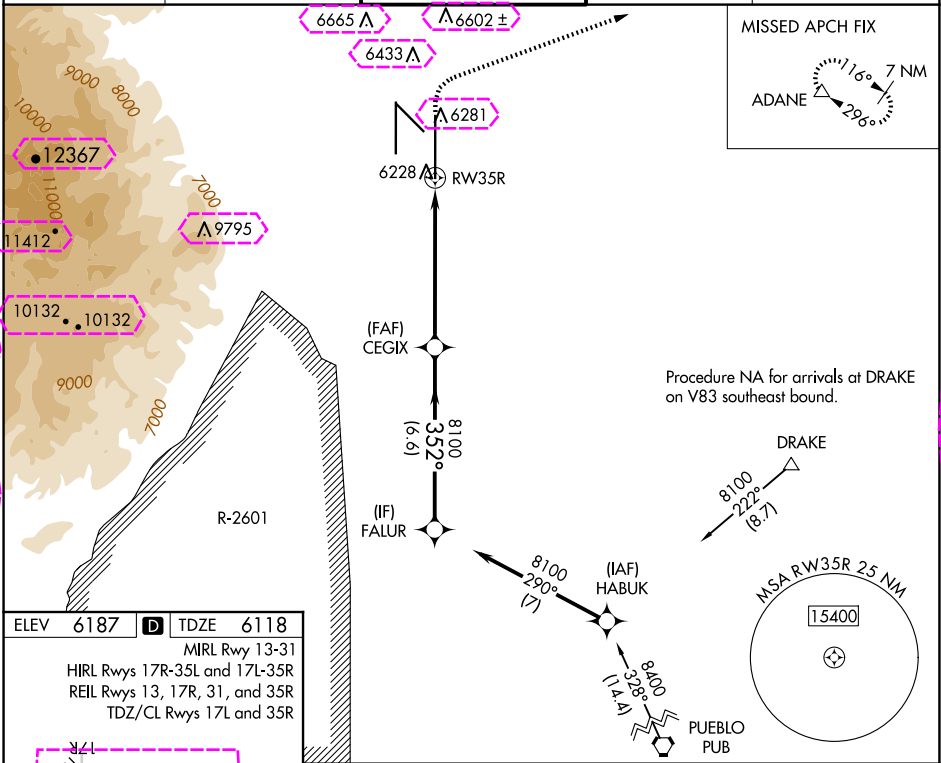 6665
6602 ±
6433
6281
6228
RW35R
MISSED APCH FIX
7 NM
116°
ADANE
296°
9000
8000
10000
12367
11000
7000
11412
9795
10132
10132
9000
7000
(FAF)
CEGIX
8100
352°
(6.6)
(IF)
FALUR
R-2601
Procedure NA for arrivals at DRAKE
on V83 southeast bound.
DRAKE
8100
222°
(8.7)
8100
290°
(7)
(IAF)
HABUK
8400
328°
(14.4)
PUEBLO
PUB
MSA RW35R 25 NM
15400
ELEV 6187 D TDZE 6118
MIRL Rwy 13-31
HIRL Rwys 17R-35L and 17L-35R
REIL Rwys 13, 17R, 31, and 35R
TDZ/CL Rwys 17L and 35R
17R